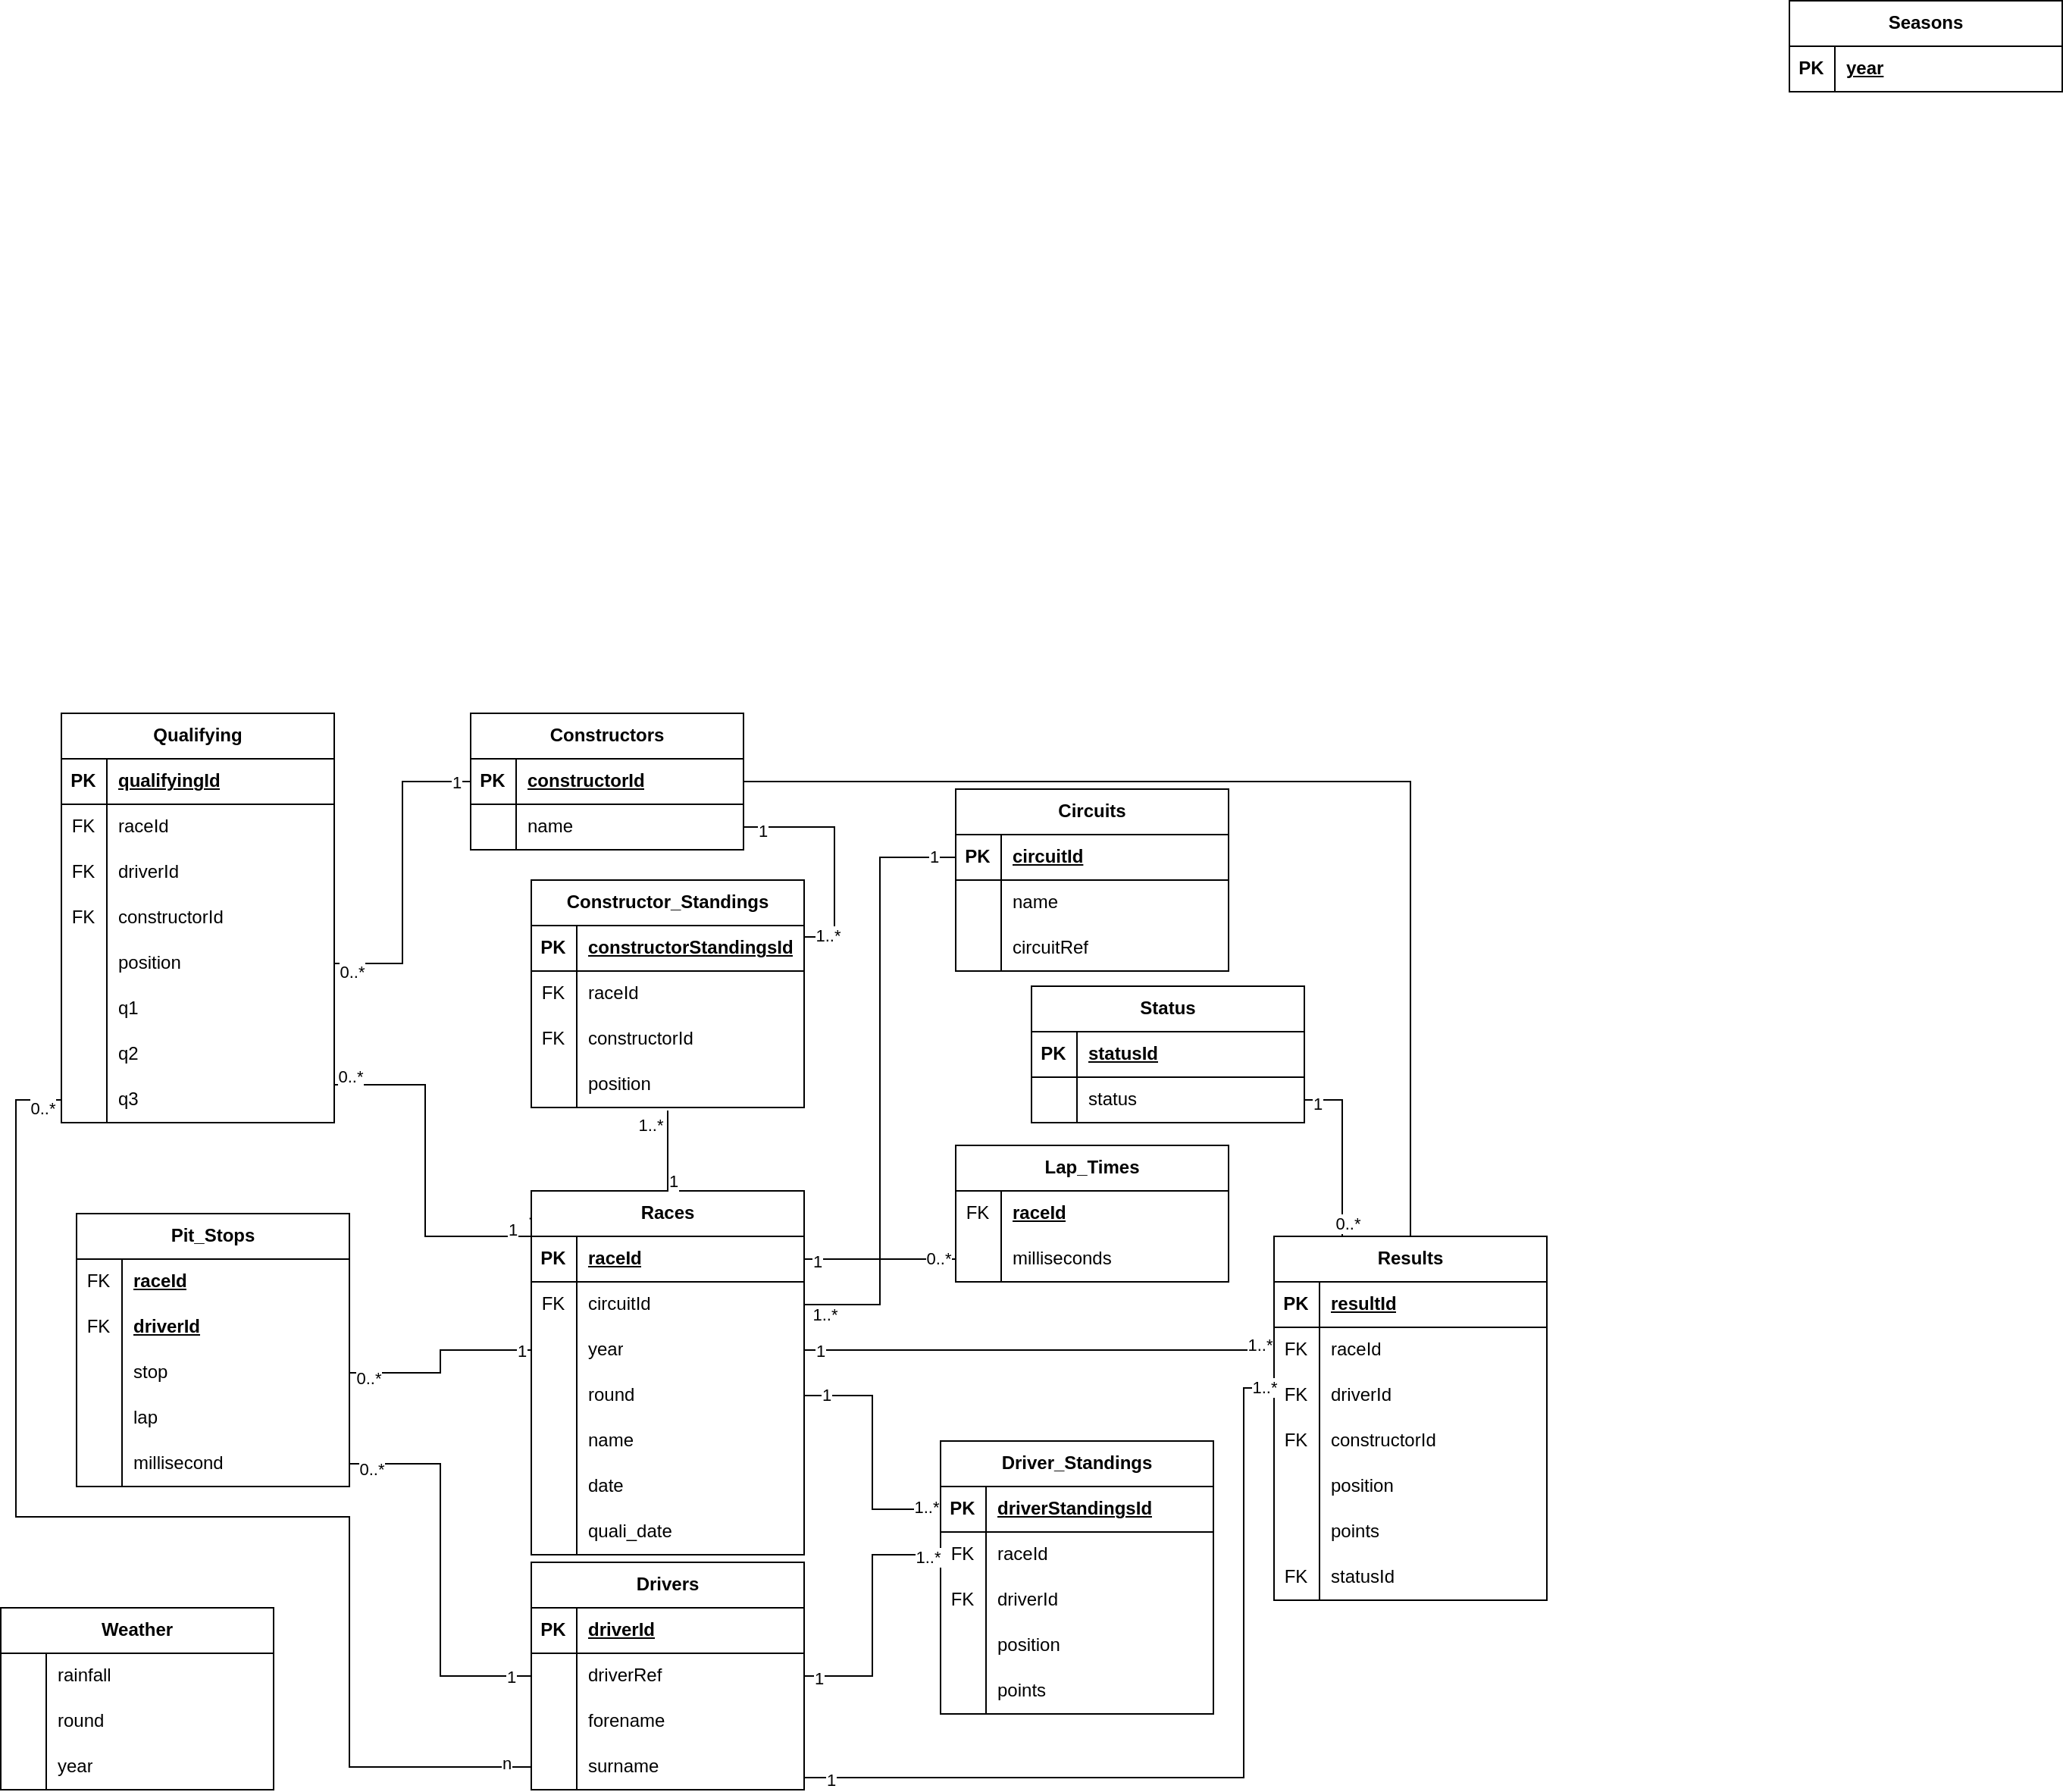 Seasons
PK year
Qualifying
PK qualifyingId
FK raceId
FK driverId
FK constructorId
position
q1
q2
q3
Constructors
PK constructorId
name
1
0..*
1
1..*
Constructor_Standings
PK constructorStandingsId
FK raceId
FK constructorId
position
Circuits
PK circuitId
name
circuitRef
1
Status
PK statusId
status
1
0..*
0..*
0..*
1..*
1
1
Lap_Times
FK raceId
milliseconds
Races
PK raceId
FK circuitId
year
round
name
date
quali_date
1
0..*
1..*
1
1..*
1
1..*
Pit_Stops
FK raceId
FK driverId
stop
lap
millisecond
0..*
1
0..*
1
Results
PK resultId
FK raceId
FK driverId
FK constructorId
position
points
FK statusId
1..*
Driver_Standings
PK driverStandingsId
FK raceId
FK driverId
position
points
1..*
1
Drivers
PK driverId
driverRef
forename
surname
n
1
Weather
rainfall
round
year